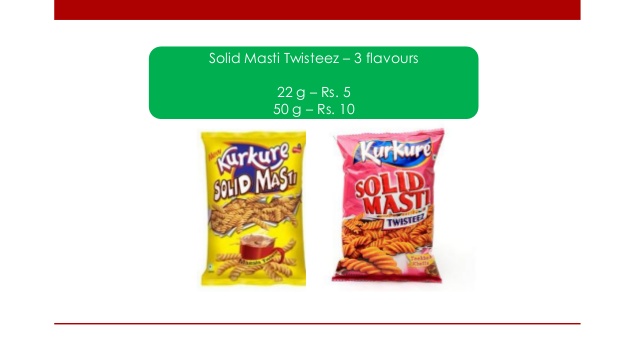 Solid Masti Twisteez – 3 flavours
22 g – Rs. 5
50 g – Rs. 10
Kurkure
SOLID MASTI
Kurkure
SOLID
MASTI
TWISTEEZ